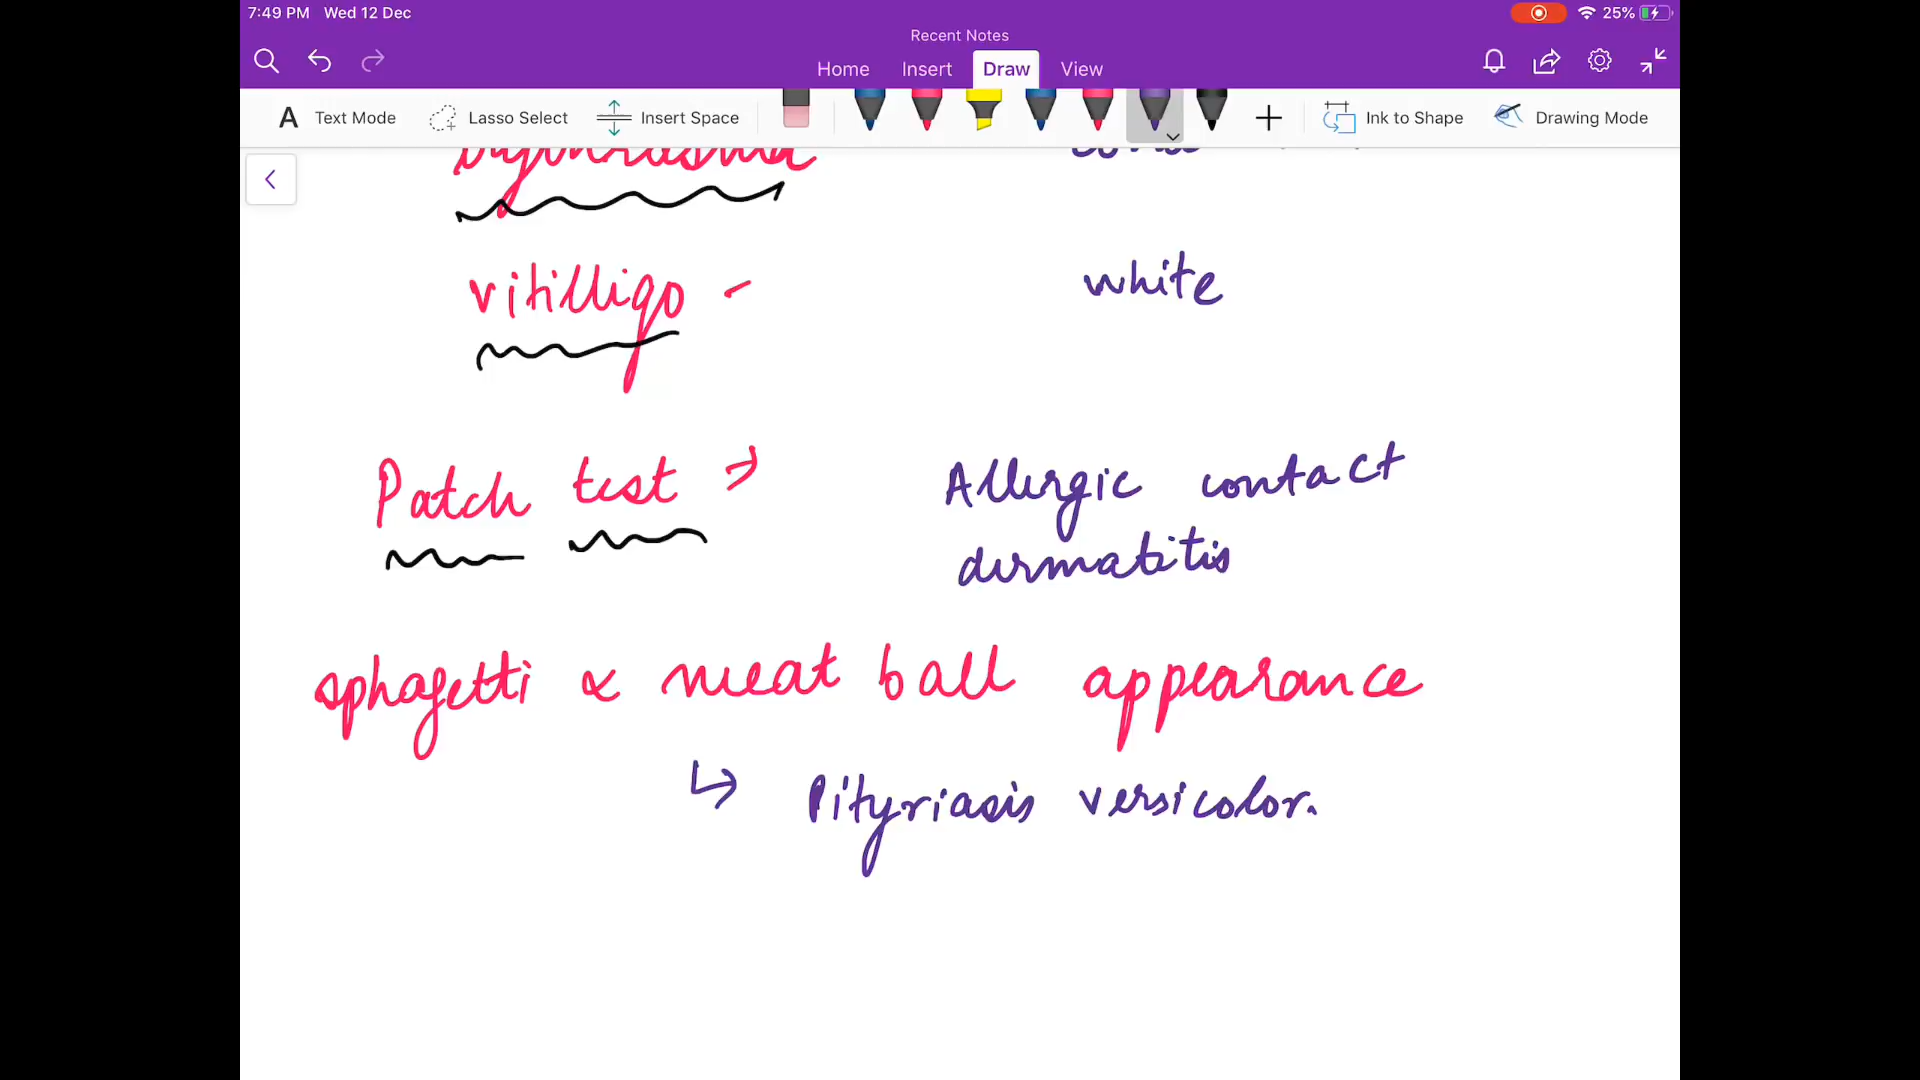 7:49 PM Wed 12 Dec
25%
Recent Notes
Home Insert Draw View
A Text Mode Lasso Select Insert Space Ink to Shape Drawing Mode
vitilligo - white
Patch test → Allergic contact
dermatitis
sphagetti & meat ball appearance
↳ Pityriasis versicolor.